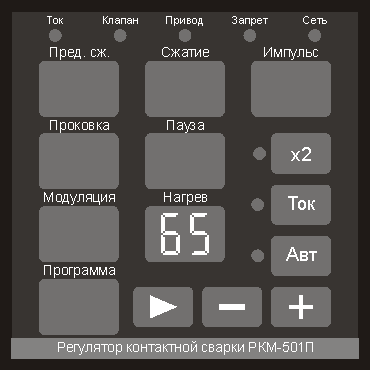 Ток Клапан Привод Запрет Сеть
Пред. сж. Сжатие Импульс
Проковка Пауза
x2
Модуляция Нагрев
65
Ток
Авт
Программа
Регулятор контактной сварки РКМ-501П